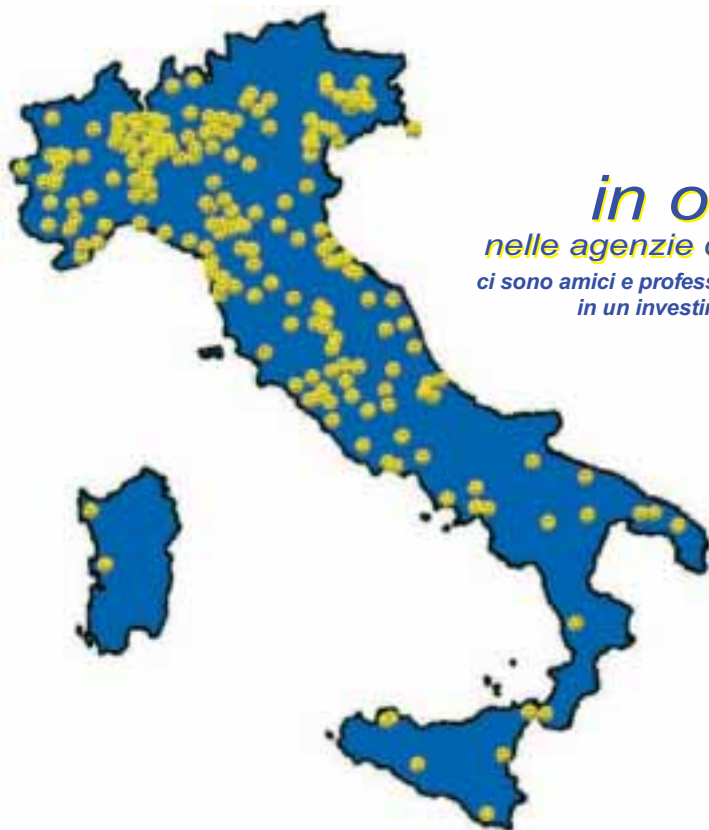 in o
nelle agenzie
ci sono amici e profess
in un investi